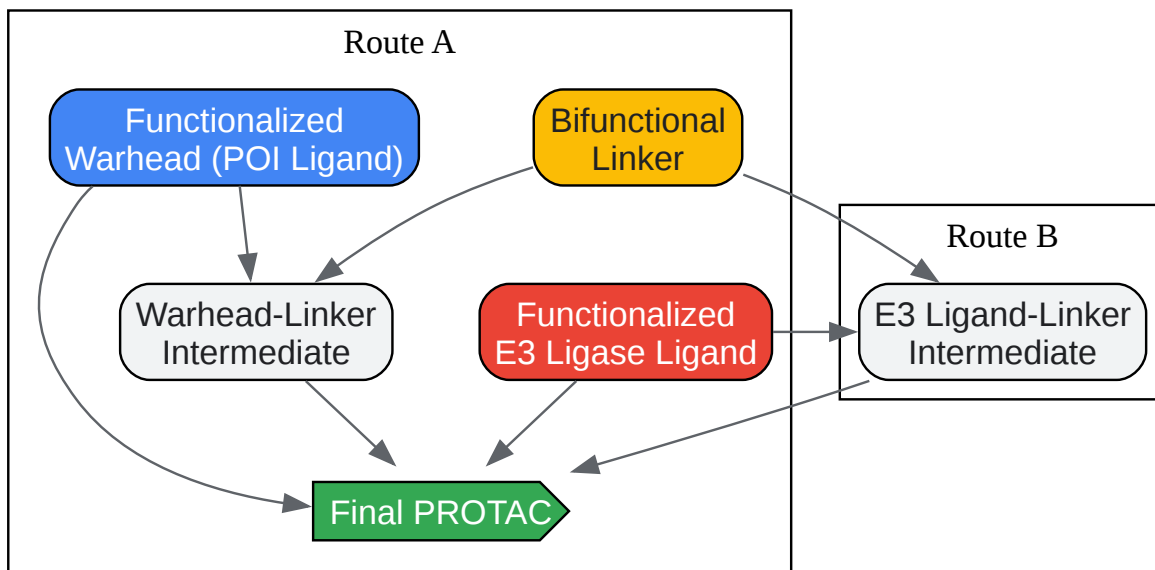 Route A
Functionalized
Warhead (POI Ligand)
Bifunctional
Linker
Route B
Warhead-Linker
Intermediate
Functionalized
E3 Ligase Ligand
E3 Ligand-Linker
Intermediate
Final PROTAC